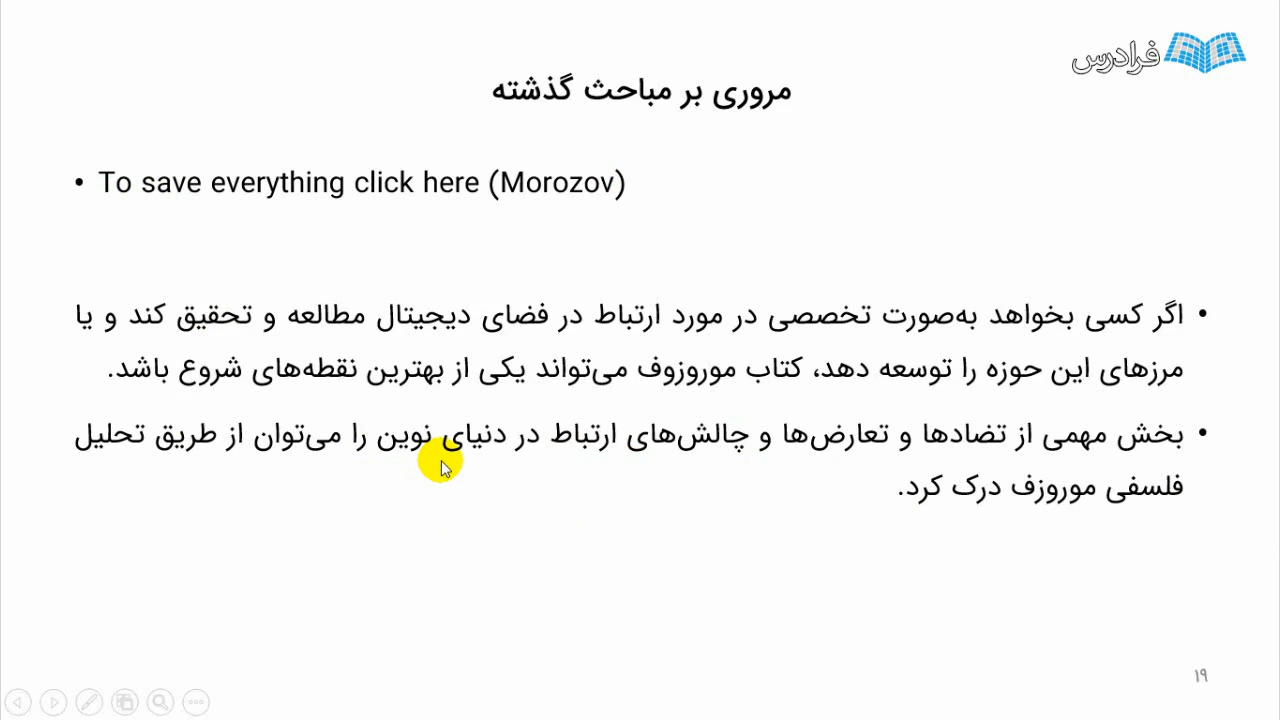 فرادرس
مروری بر مباحث گذشته
• To save everything click here (Morozov)
• اگر کسی بخواهد به‌صورت تخصصی در مورد ارتباط در فضای دیجیتال مطالعه و تحقیق کند و یا
مرزهای این حوزه را توسعه دهد، کتاب موروزوف می‌تواند یکی از بهترین نقطه‌های شروع باشد.
• بخش مهمی از تضادها و تعارض‌ها و چالش‌های ارتباط در دنیای نوین را می‌توان از طریق تحلیل
فلسفی موروزف درک کرد.
۱۹